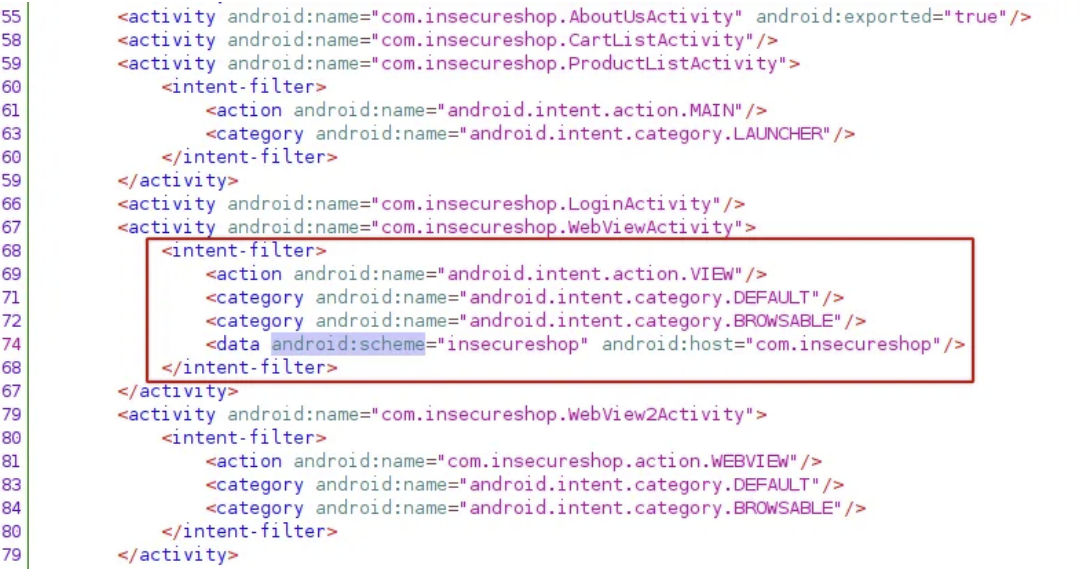 55 <activity android:name="com.insecureshop.AboutUsActivity" android:exported="true"/>
58 <activity android:name="com.insecureshop.CartListActivity"/>
59 <activity android:name="com.insecureshop.ProductListActivity">
60 <intent-filter>
61 <action android:name="android.intent.action.MAIN"/>
63 <category android:name="android.intent.category.LAUNCHER"/>
60 </intent-filter>
59 </activity>
66 <activity android:name="com.insecureshop.LoginActivity"/>
67 <activity android:name="com.insecureshop.WebViewActivity">
68 <intent-filter>
69 <action android:name="android.intent.action.VIEW"/>
71 <category android:name="android.intent.category.DEFAULT"/>
72 <category android:name="android.intent.category.BROWSABLE"/>
74 <data android:scheme="insecureshop" android:host="com.insecureshop"/>
68 </intent-filter>
67 </activity>
79 <activity android:name="com.insecureshop.WebView2Activity">
80 <intent-filter>
81 <action android:name="com.insecureshop.action.WEBVIEW"/>
83 <category android:name="android.intent.category.DEFAULT"/>
84 <category android:name="android.intent.category.BROWSABLE"/>
80 </intent-filter>
79 </activity>